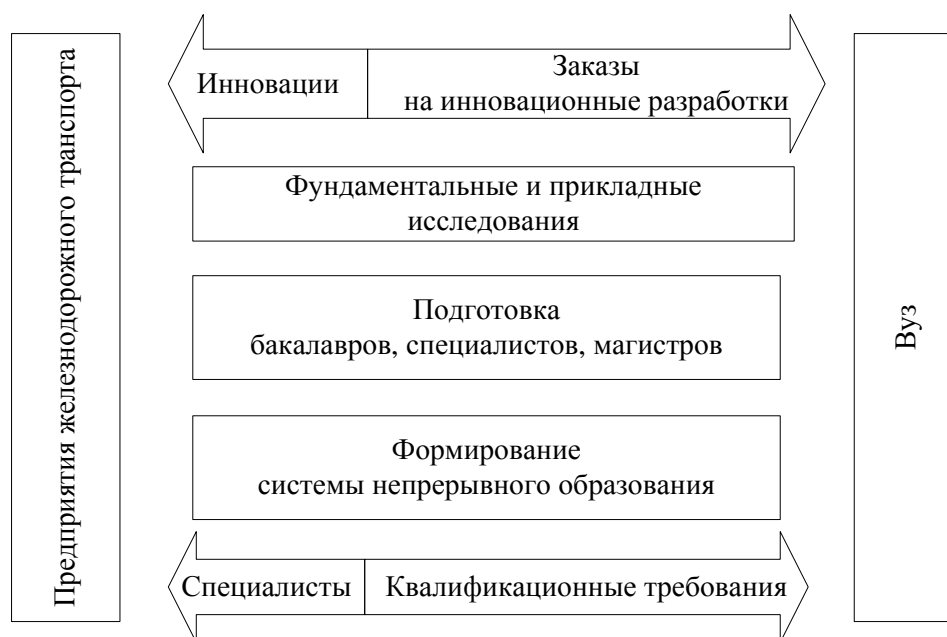 Предприятия железнодорожного транспорта
Инновации
Заказы
на инновационные разработки
Фундаментальные и прикладные
исследования
Подготовка
бакалавров, специалистов, магистров
Формирование
системы непрерывного образования
Специалисты
Квалификационные требования
Вуз